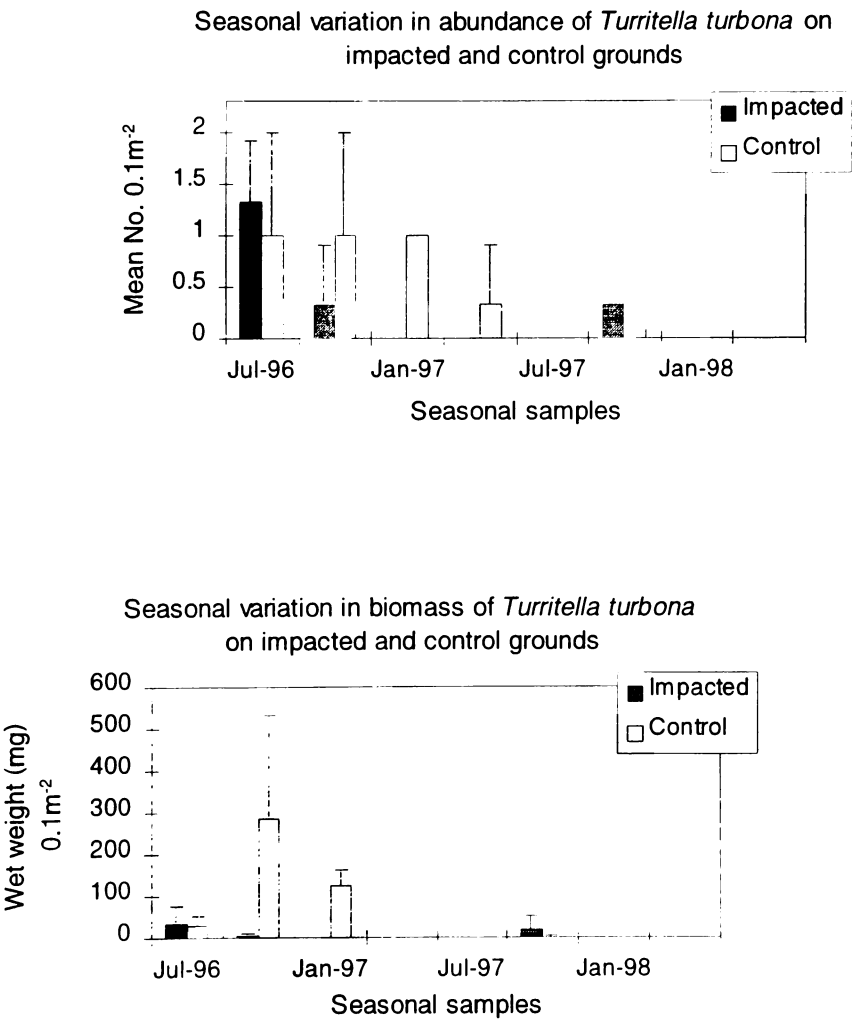 Seasonal variation in abundance of Turritella turbona on
impacted and control grounds
Impacted
Control
Mean No. 0.1m⁻²
2
1.5
1
0.5
0
Jul-96
Jan-97
Jul-97
Jan-98
Seasonal samples
Seasonal variation in biomass of Turritella turbona
on impacted and control grounds
Impacted
Control
Wet weight (mg)
0.1m⁻²
600
500
400
300
200
100
0
Jul-96
Jan-97
Jul-97
Jan-98
Seasonal samples